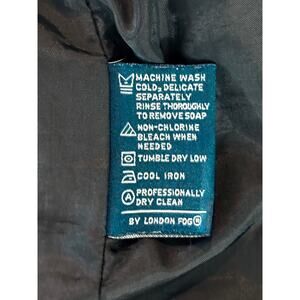 MACHINE WASH
COLD, DELICATE
SEPARATELY
RINSE THOROUGHLY
TO REMOVE SOAP
NON-CHLORINE
BLEACH WHEN
NEEDED
TUMBLE DRY LOW
COOL IRON
A PROFESSIONALLY
DRY CLEAN
BY LONDON FOG®